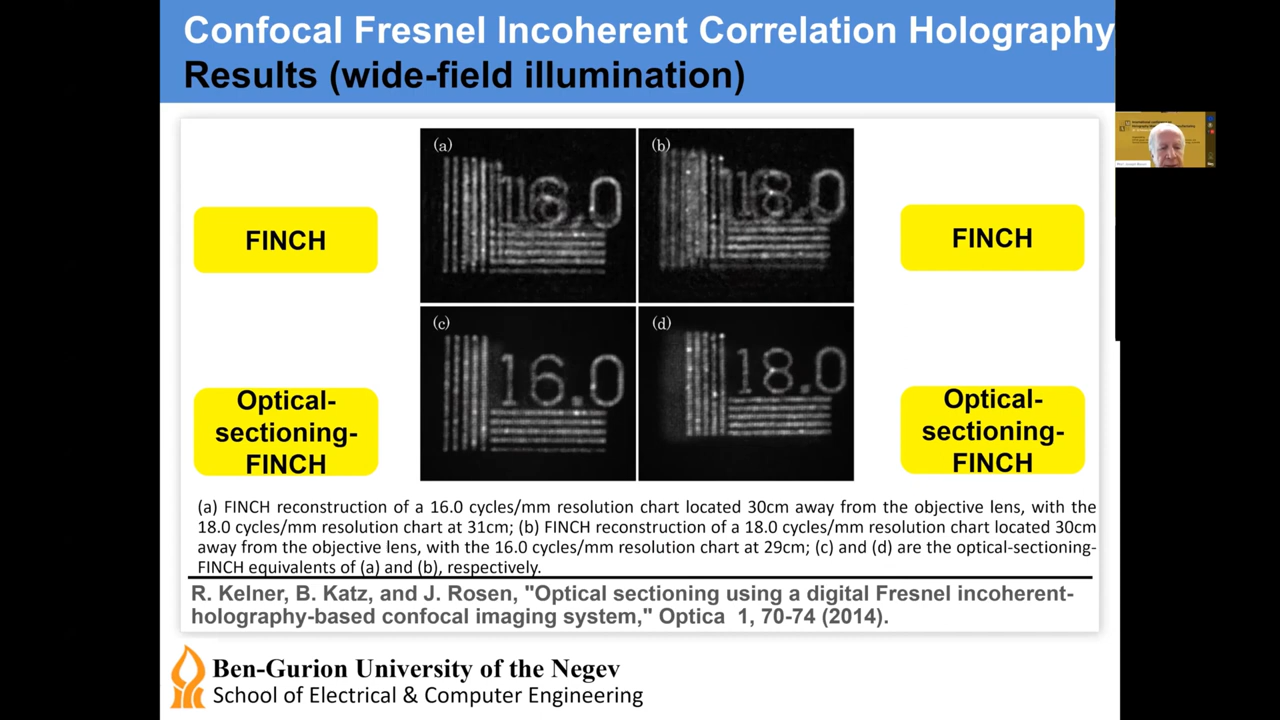 Confocal Fresnel Incoherent Correlation Holography
Results (wide-field illumination)
(a)
16.0
(b)
18.0
FINCH
FINCH
(c)
16.0
(d)
18.0
Optical-
sectioning-
FINCH
Optical-
sectioning-
FINCH
(a) FINCH reconstruction of a 16.0 cycles/mm resolution chart located 30cm away from the objective lens, with the
18.0 cycles/mm resolution chart at 31cm; (b) FINCH reconstruction of a 18.0 cycles/mm resolution chart located 30cm
away from the objective lens, with the 16.0 cycles/mm resolution chart at 29cm; (c) and (d) are the optical-sectioning-
FINCH equivalents of (a) and (b), respectively.
R. Kelner, B. Katz, and J. Rosen, "Optical sectioning using a digital Fresnel incoherent-
holography-based confocal imaging system," Optica 1, 70-74 (2014).
Ben-Gurion University of the Negev
School of Electrical & Computer Engineering